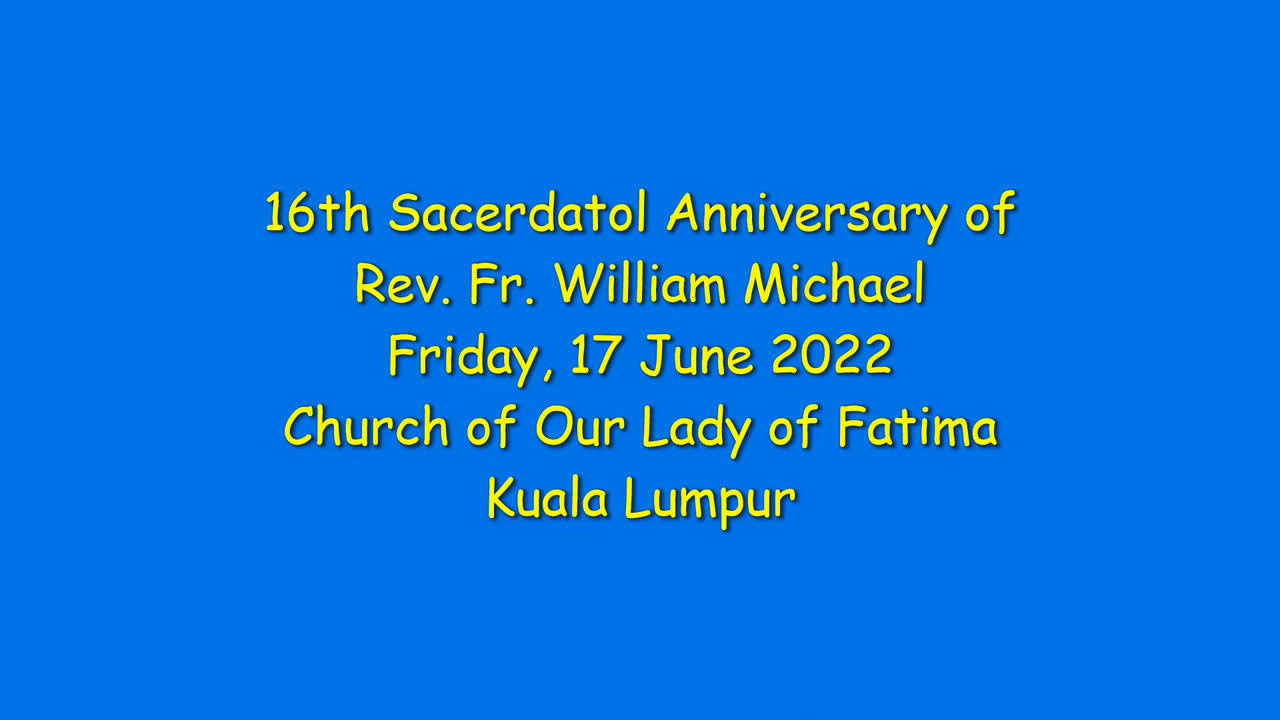 16th Sacerdatol Anniversary of
Rev. Fr. William Michael
Friday, 17 June 2022
Church of Our Lady of Fatima
Kuala Lumpur